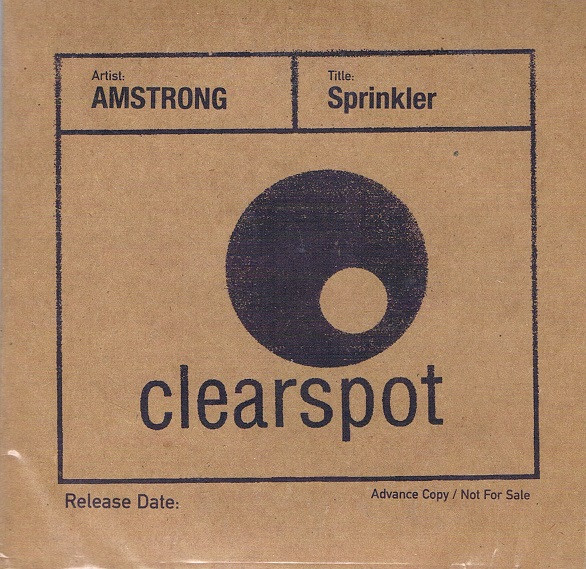 Artist:
AMSTRONG
Title:
Sprinkler
clearspot
Release Date:
Advance Copy / Not For Sale